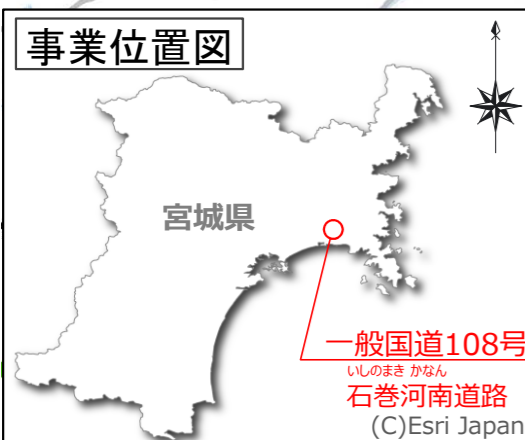 事業位置図
宮城県
一般国道108号
いしのまき かなん
石巻河南道路
(C)Esri Japan